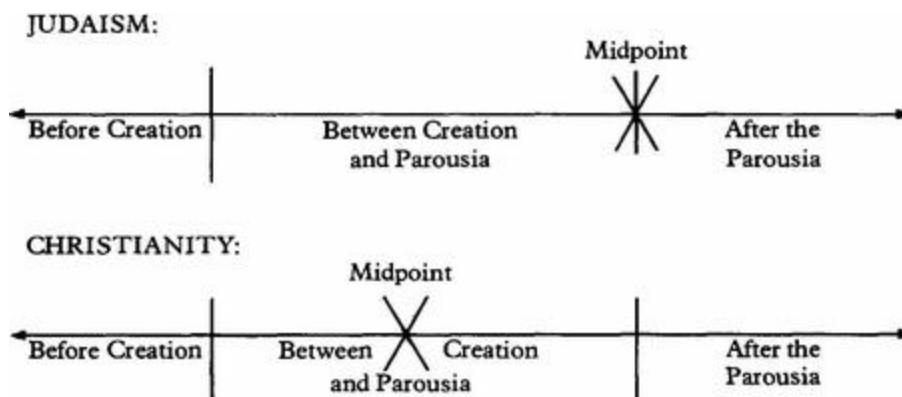 JUDAISM:
Midpoint
Before Creation
Between Creation
and Parousia
After the
Parousia
CHRISTIANITY:
Midpoint
Before Creation
Between Creation
and Parousia
After the
Parousia